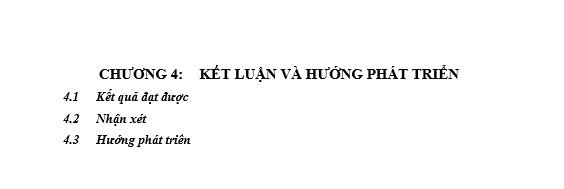 CHƯƠNG 4: KẾT LUẬN VÀ HƯỚNG PHÁT TRIỂN
4.1 Kết quả đạt được
4.2 Nhận xét
4.3 Hướng phát triển